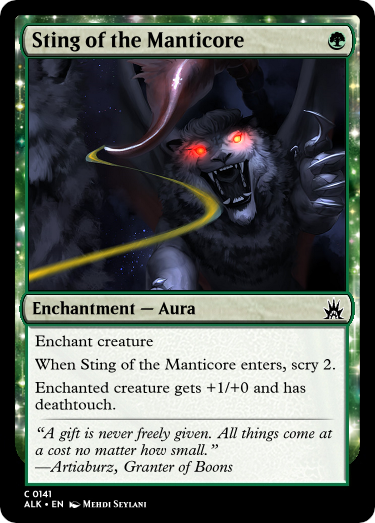 Sting of the Manticore
Enchantment — Aura
Enchant creature
When Sting of the Manticore enters, scry 2.
Enchanted creature gets +1/+0 and has
deathtouch.
“A gift is never freely given. All things come at
a cost no matter how small.”
—Artiaburz, Granter of Boons
C 0141
ALK • EN Mehdi Seylani